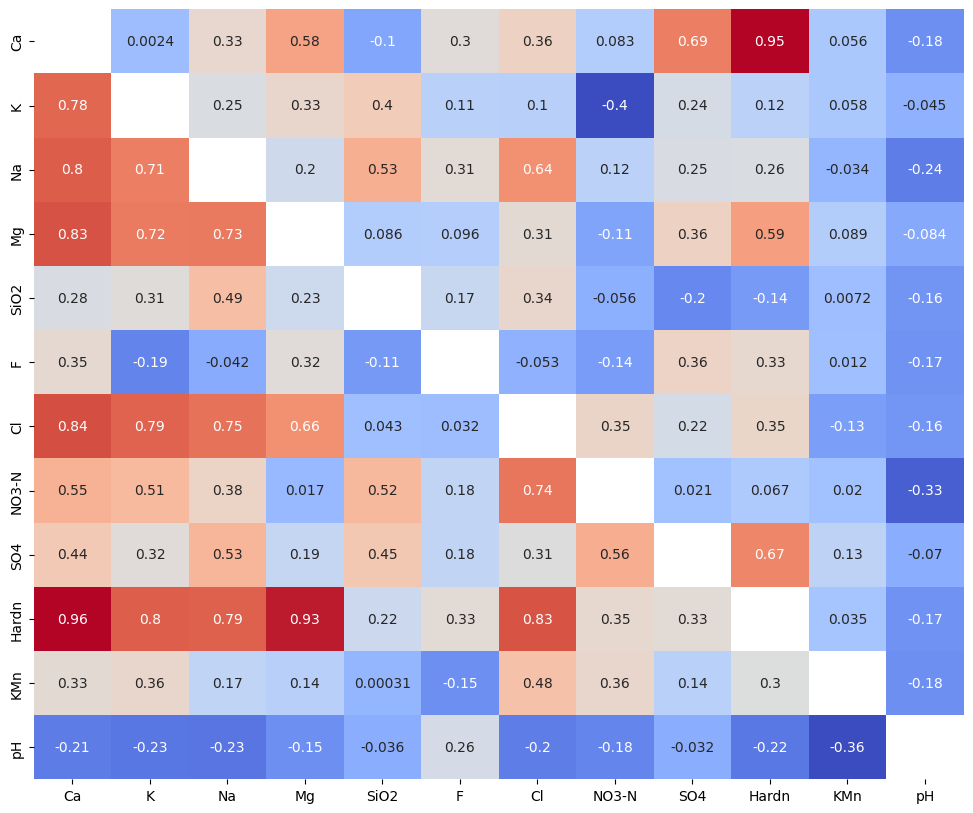 Ca 0.0024 0.33 0.58 -0.1 0.3 0.36 0.083 0.69 0.95 0.056 -0.18
K 0.78 0.25 0.33 0.4 0.11 0.1 -0.4 0.24 0.12 0.058 -0.045
Na 0.8 0.71 0.2 0.53 0.31 0.64 0.12 0.25 0.26 -0.034 -0.24
Mg 0.83 0.72 0.73 0.086 0.096 0.31 -0.11 0.36 0.59 0.089 -0.084
SiO2 0.28 0.31 0.49 0.23 0.17 0.34 -0.056 -0.2 -0.14 0.0072 -0.16
F 0.35 -0.19 -0.042 0.32 -0.11 -0.053 -0.14 0.36 0.33 0.012 -0.17
Cl 0.84 0.79 0.75 0.66 0.043 0.032 0.35 0.22 0.35 -0.13 -0.16
NO3-N 0.55 0.51 0.38 0.017 0.52 0.18 0.74 0.021 0.067 0.02 -0.33
SO4 0.44 0.32 0.53 0.19 0.45 0.18 0.31 0.56 0.67 0.13 -0.07
Hardn 0.96 0.8 0.79 0.93 0.22 0.33 0.83 0.35 0.33 0.035 -0.17
KMn 0.33 0.36 0.17 0.14 0.00031 -0.15 0.48 0.36 0.14 0.3 -0.18
pH -0.21 -0.23 -0.23 -0.15 -0.036 0.26 -0.2 -0.18 -0.032 -0.22 -0.36
Ca K Na Mg SiO2 F Cl NO3-N SO4 Hardn KMn pH